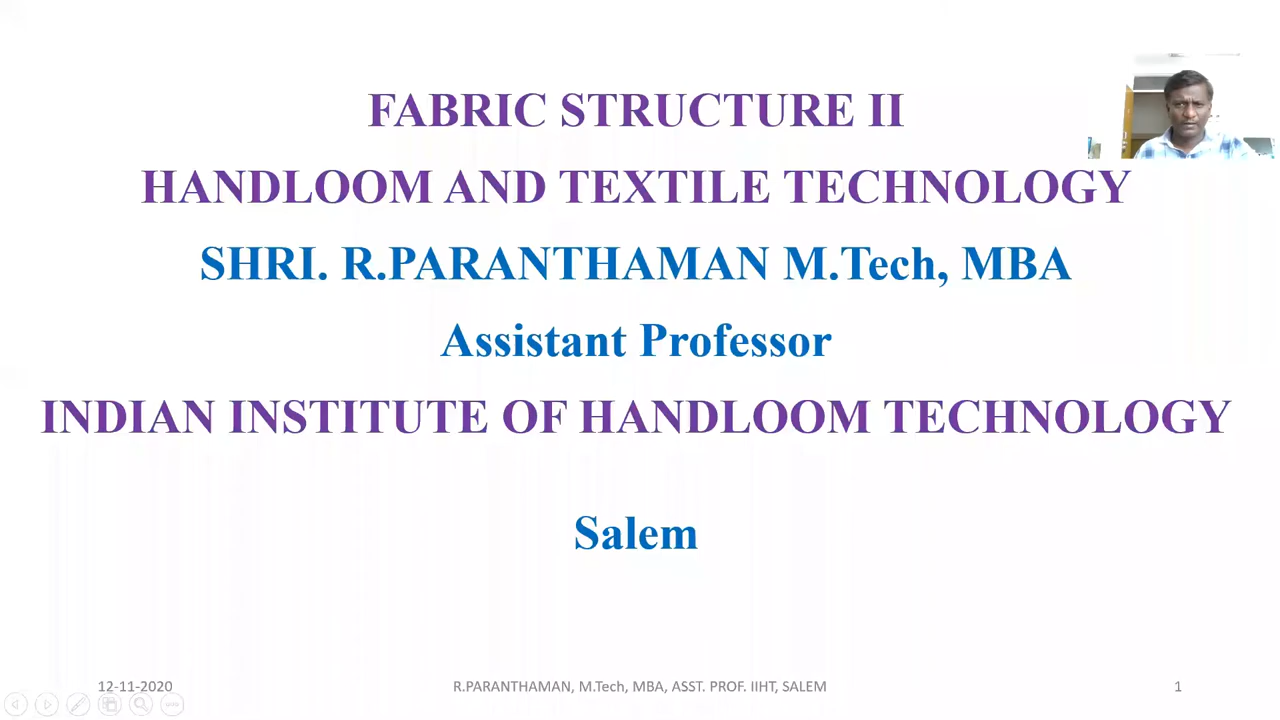 FABRIC STRUCTURE II
HANDLOOM AND TEXTILE TECHNOLOGY
SHRI. R.PARANTHAMAN M.Tech, MBA
Assistant Professor
INDIAN INSTITUTE OF HANDLOOM TECHNOLOGY
Salem
12-11-2020
R.PARANTHAMAN, M.Tech, MBA, ASST. PROF. IIHT, SALEM
1